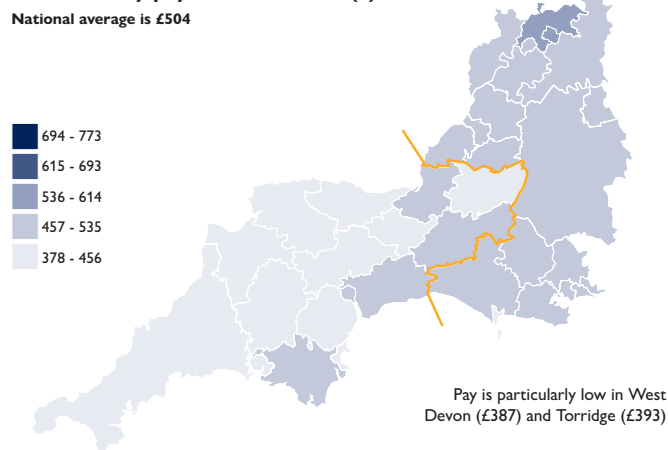 National average is £504
694 - 773
615 - 693
536 - 614
457 - 535
378 - 456
Pay is particularly low in West
Devon (£387) and Torridge (£393)